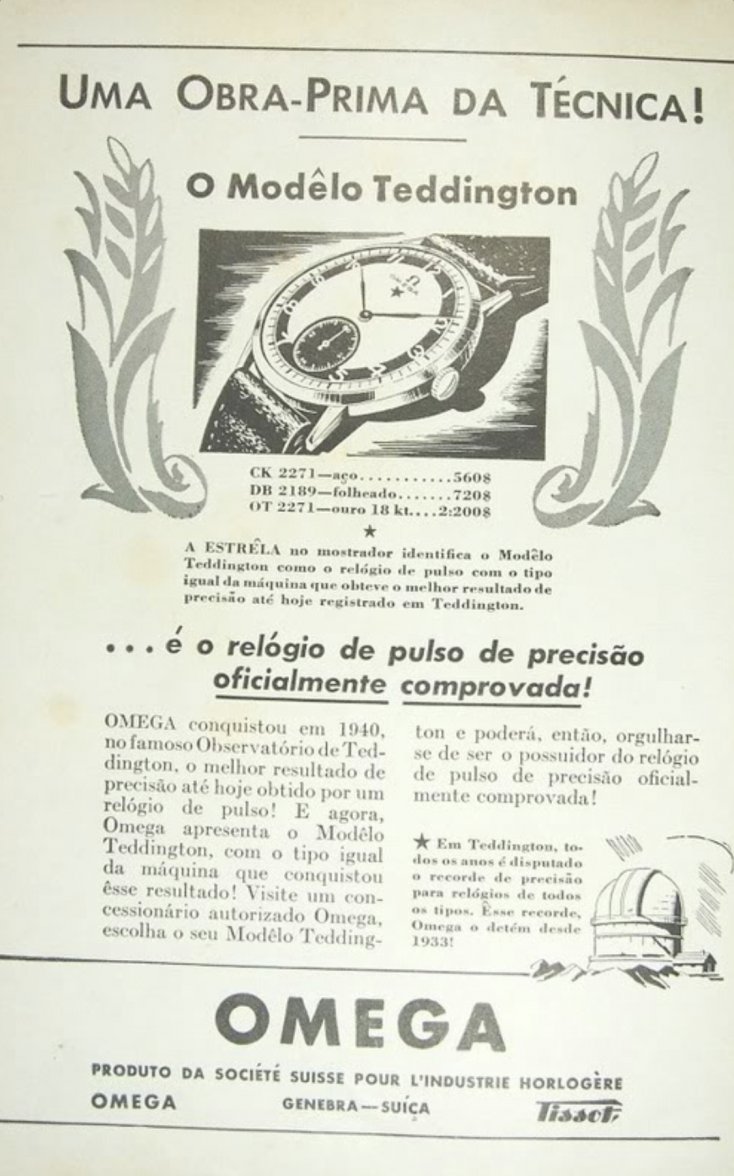 UMA OBRA-PRIMA DA TÉCNICA!
O Modêlo Teddington
Ω
OMEGA
CK 2271—aço...........560$
DB 2189—folheado.......720$
OT 2271—ouro 18 kt....2:200$
★
A ESTRÊLA no mostrador identifica o Modêlo
Teddington como o relógio de pulso com o tipo
igual da máquina que obteve o melhor resultado de
precisão até hoje registrado em Teddington.
...é o relógio de pulso de precisão
oficialmente comprovada!
OMEGA conquistou em 1940,
no famoso Observatório de Ted-
dington, o melhor resultado de
precisão até hoje obtido por um
relógio de pulso! E agora,
Omega apresenta o Modêlo
Teddington, com o tipo igual
da máquina que conquistou
êsse resultado! Visite um con-
cessionário autorizado Omega,
escolha o seu Modêlo Tedding-
ton e poderá, então, orgulhar-
se de ser o possuidor do relógio
de pulso de precisão oficial-
mente comprovada!
★ Em Teddington, to-
dos os anos é disputado
o recorde de precisão
para relógios de todos
os tipos. Êsse recorde,
Omega o detém desde
1933!
OMEGA
PRODUTO DA SOCIÉTÉ SUISSE POUR L'INDUSTRIE HORLOGÈRE
OMEGA GENEBRA—SUÍÇA Tissot